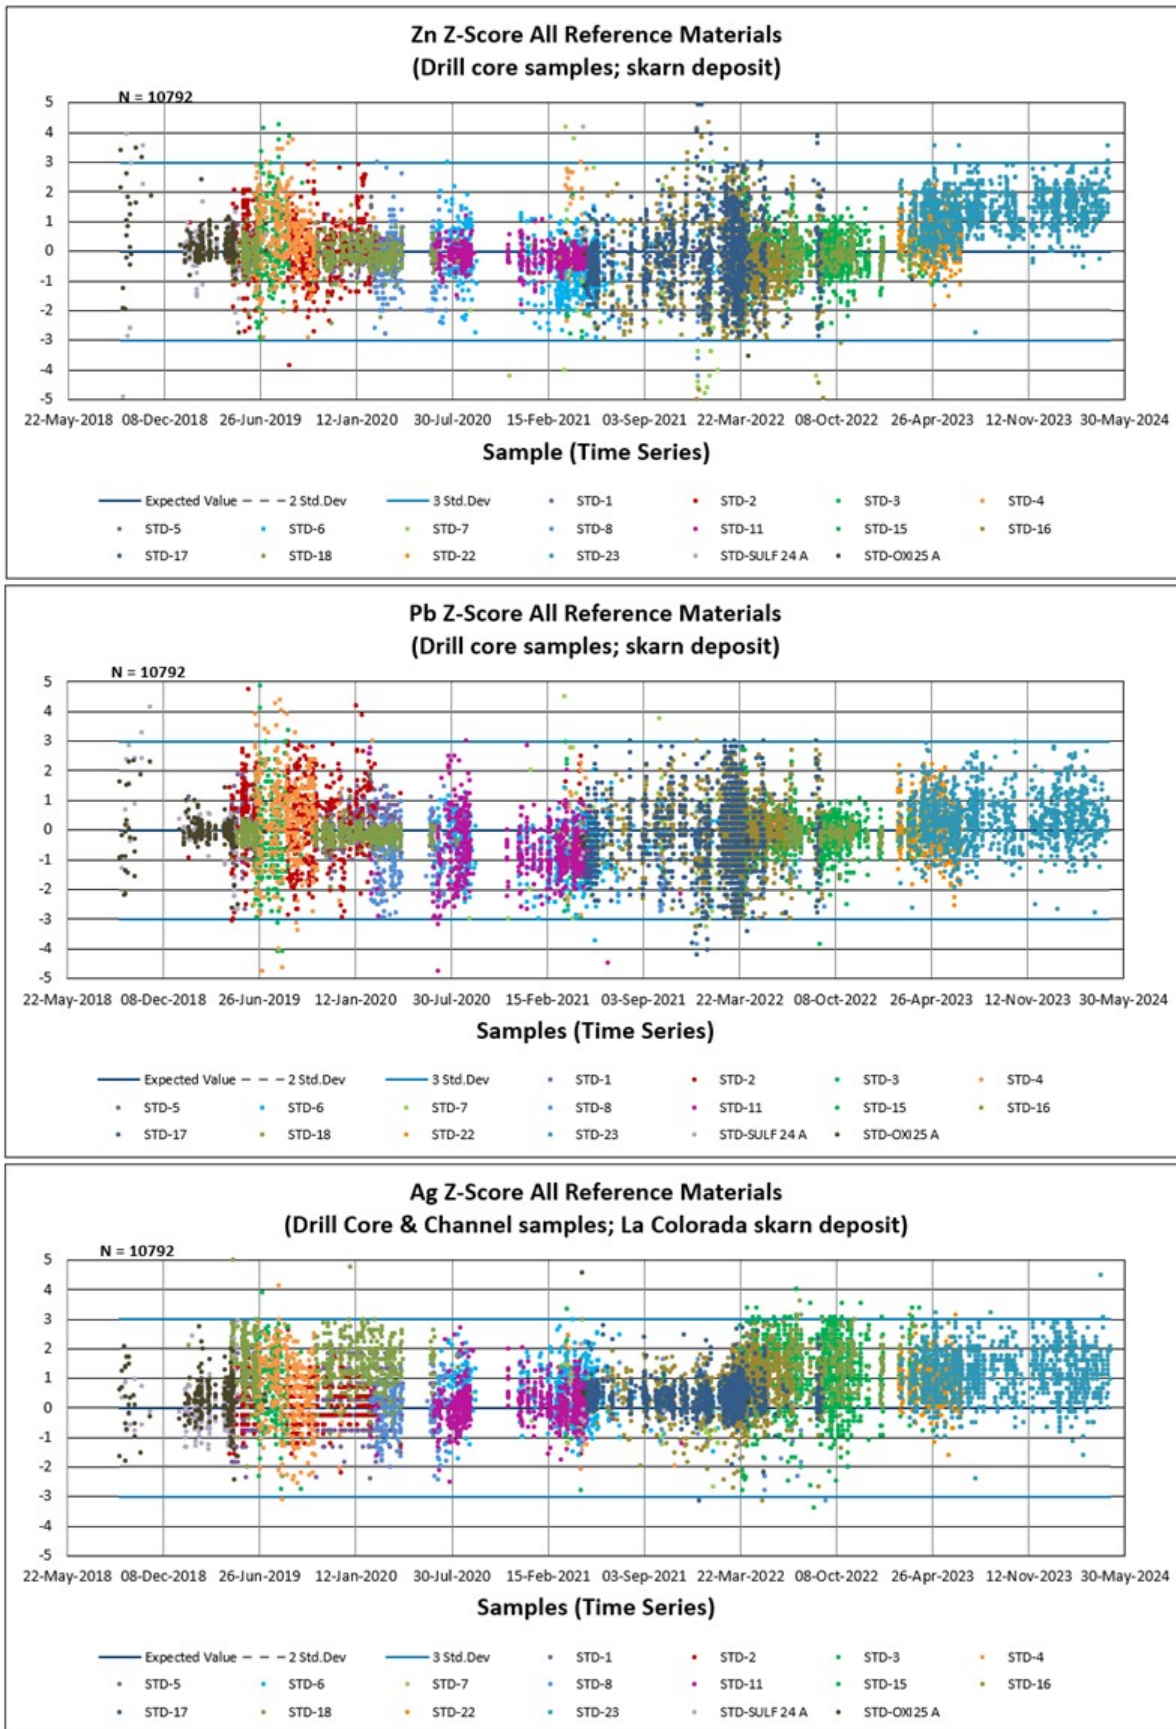 Zn Z-Score All Reference Materials
(Drill core samples; skarn deposit)
N = 10792
5
4
3
2
1
0
-1
-2
-3
-4
-5
22-May-2018 08-Dec-2018 26-Jun-2019 12-Jan-2020 30-Jul-2020 15-Feb-2021 03-Sep-2021 22-Mar-2022 08-Oct-2022 26-Apr-2023 12-Nov-2023 30-May-2024
Sample (Time Series)
Expected Value 2 Std.Dev 3 Std.Dev STD-1 STD-2 STD-3 STD-4
STD-5 STD-6 STD-7 STD-8 STD-11 STD-15 STD-16
STD-17 STD-18 STD-22 STD-23 STD-SULF 24 A STD-OXI25 A
Pb Z-Score All Reference Materials
(Drill core samples; skarn deposit)
N = 10792
5
4
3
2
1
0
-1
-2
-3
-4
-5
22-May-2018 08-Dec-2018 26-Jun-2019 12-Jan-2020 30-Jul-2020 15-Feb-2021 03-Sep-2021 22-Mar-2022 08-Oct-2022 26-Apr-2023 12-Nov-2023 30-May-2024
Samples (Time Series)
Expected Value 2 Std.Dev 3 Std.Dev STD-1 STD-2 STD-3 STD-4
STD-5 STD-6 STD-7 STD-8 STD-11 STD-15 STD-16
STD-17 STD-18 STD-22 STD-23 STD-SULF 24 A STD-OXI25 A
Ag Z-Score All Reference Materials
(Drill Core & Channel samples; La Colorada skarn deposit)
N = 10792
5
4
3
2
1
0
-1
-2
-3
-4
-5
22-May-2018 08-Dec-2018 26-Jun-2019 12-Jan-2020 30-Jul-2020 15-Feb-2021 03-Sep-2021 22-Mar-2022 08-Oct-2022 26-Apr-2023 12-Nov-2023 30-May-2024
Samples (Time Series)
Expected Value 2 Std.Dev 3 Std.Dev STD-1 STD-2 STD-3 STD-4
STD-5 STD-6 STD-7 STD-8 STD-11 STD-15 STD-16
STD-17 STD-18 STD-22 STD-23 STD-SULF 24 A STD-OXI25 A